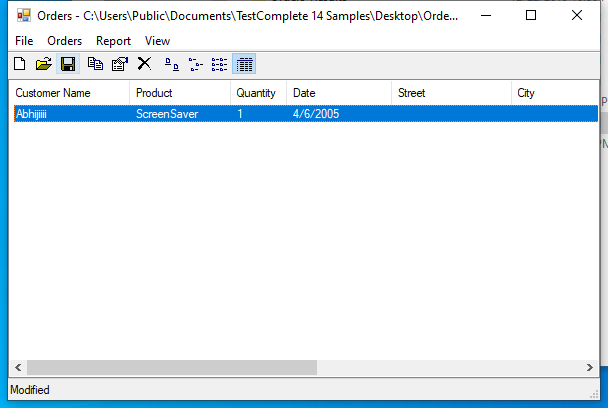 Orders - C:\Users\Public\Documents\TestComplete 14 Samples\Desktop\Orde...
File Orders Report View
Customer Name Product Quantity Date Street City
Abhijiiii ScreenSaver 1 4/6/2005
Modified